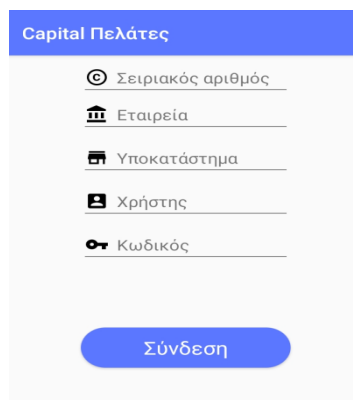 Capital Πελάτες
Σειριακός αριθμός
Εταιρεία
Υποκατάστημα
Χρήστης
Κωδικός
Σύνδεση